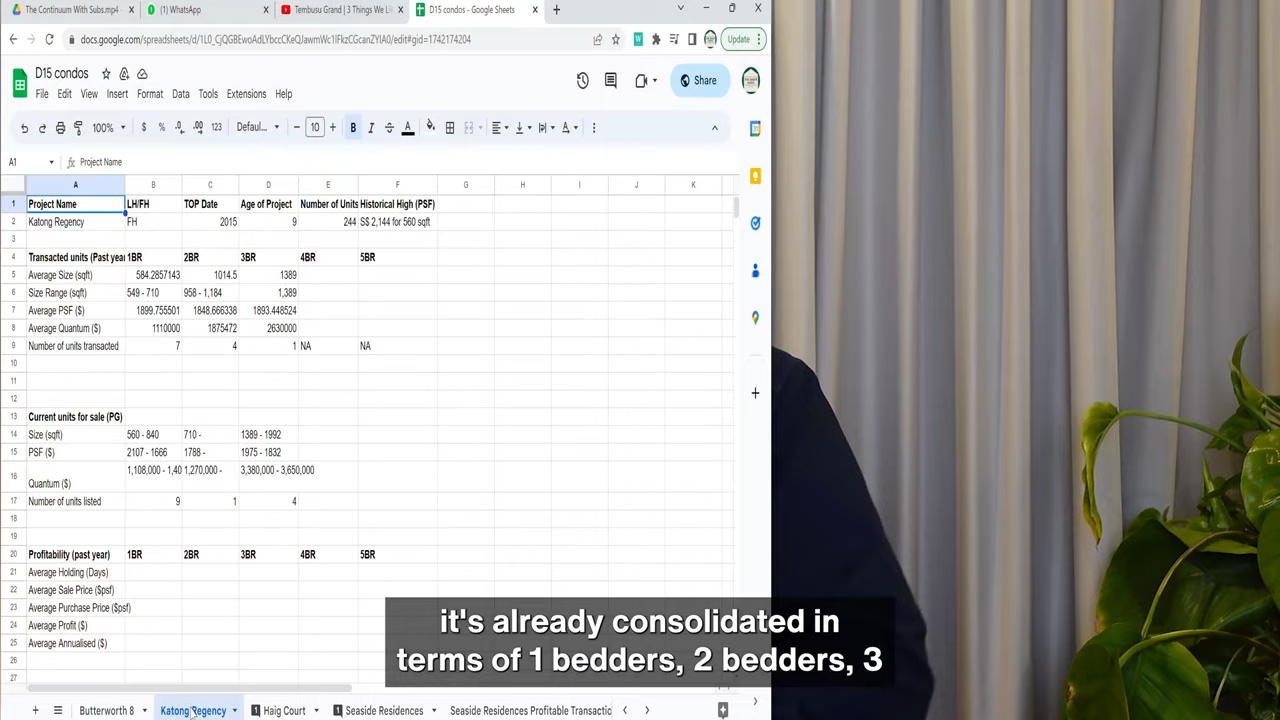 The Continuum With Subs.mp4 -
(1) WhatsApp
Tembusu Grand | 3 Things We Li
D15 condos - Google Sheets
Update
D15 condos
Share
File Edit View Insert Format Data Tools Extensions Help
100% $ % .0 .00 123 Defaul... - 10 + B I A
A1 fx Project Name
A B C D E F G H I J K
1 Project Name LH/FH TOP Date Age of Project Number of Units Historical High (PSF)
2 Katong Regency FH 2015 9 244 S$ 2,144 for 560 sqft
3
4 Transacted units (Past year 1BR 2BR 3BR 4BR 5BR
5 Average Size (sqft) 584.2857143 1014.5 1389
6 Size Range (sqft) 549 - 710 958 - 1,184 1,389
7 Average PSF ($) 1899.755501 1848.666338 1893.448524
8 Average Quantum ($) 1110000 1875472 2630000
9 Number of units transacted 7 4 1 NA NA
10
11
12
13 Current units for sale (PG)
14 Size (sqft) 560 - 840 710 - 1389 - 1992
15 PSF ($) 2107 - 1666 1788 - 1975 - 1832
16 Quantum ($) 1,108,000 - 1,40 1,270,000 - 3,380,000 - 3,650,000
17 Number of units listed 9 1 4
18
19
20 Profitability (past year) 1BR 2BR 3BR 4BR 5BR
21 Average Holding (Days)
22 Average Sale Price ($psf)
23 Average Purchase Price ($psf)
24 Average Profit ($)
25 Average Annualised ($)
26
27
it's already consolidated in
terms of 1 bedders, 2 bedders, 3
Butterworth 8 Katong Regency Haig Court 1 Seaside Residences Seaside Residences Profitable Transactio